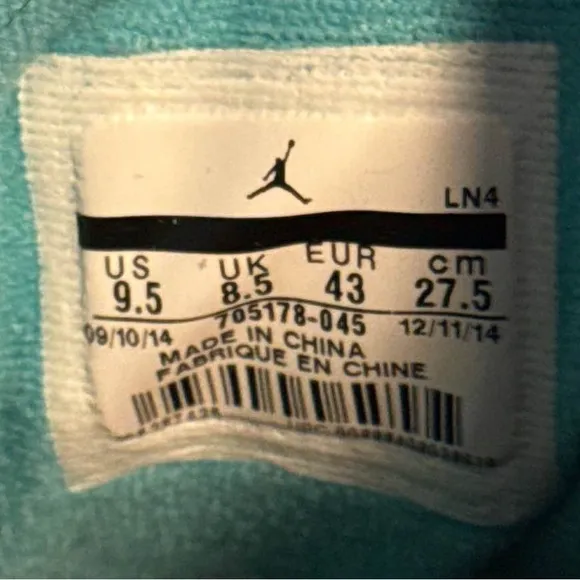 LN4
US UK EUR cm
9.5 8.5 43 27.5
705178-045
09/10/14 12/11/14
MADE IN CHINA
FABRIQUE EN CHINE
UPC